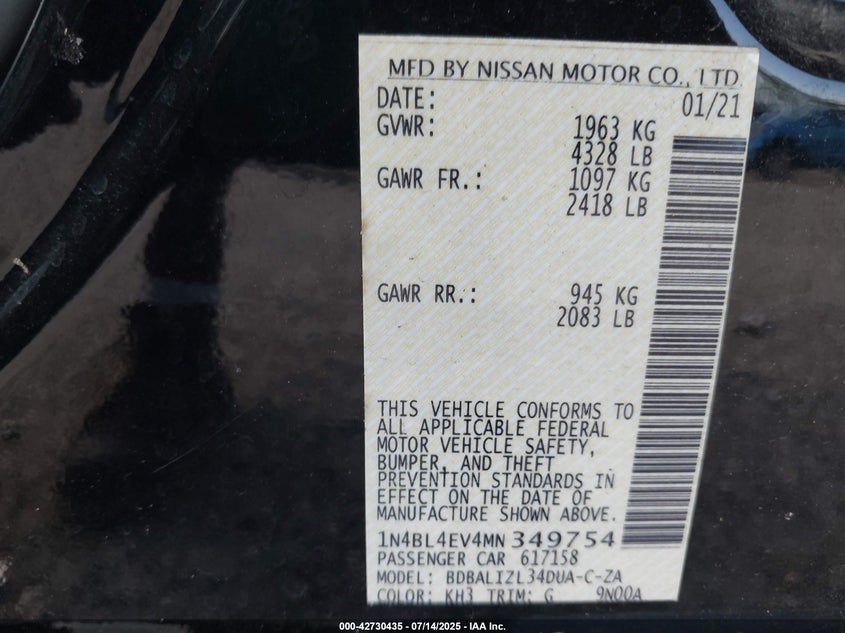 MFD BY NISSAN MOTOR CO., LTD
DATE: 01/21
GVWR: 1963 KG
4328 LB
GAWR FR.: 1097 KG
2418 LB
GAWR RR.: 945 KG
2083 LB
THIS VEHICLE CONFORMS TO
ALL APPLICABLE FEDERAL
MOTOR VEHICLE SAFETY,
BUMPER, AND THEFT
PREVENTION STANDARDS IN
EFFECT ON THE DATE OF
MANUFACTURE SHOWN ABOVE.
1N4BL4EV4MN 349754
PASSENGER CAR 617158
MODEL: BDBALIZL34DUA-C-ZA
COLOR: KH3 TRIM: G 9N00A
000-42730435 - 07/14/2025 - IAA Inc.